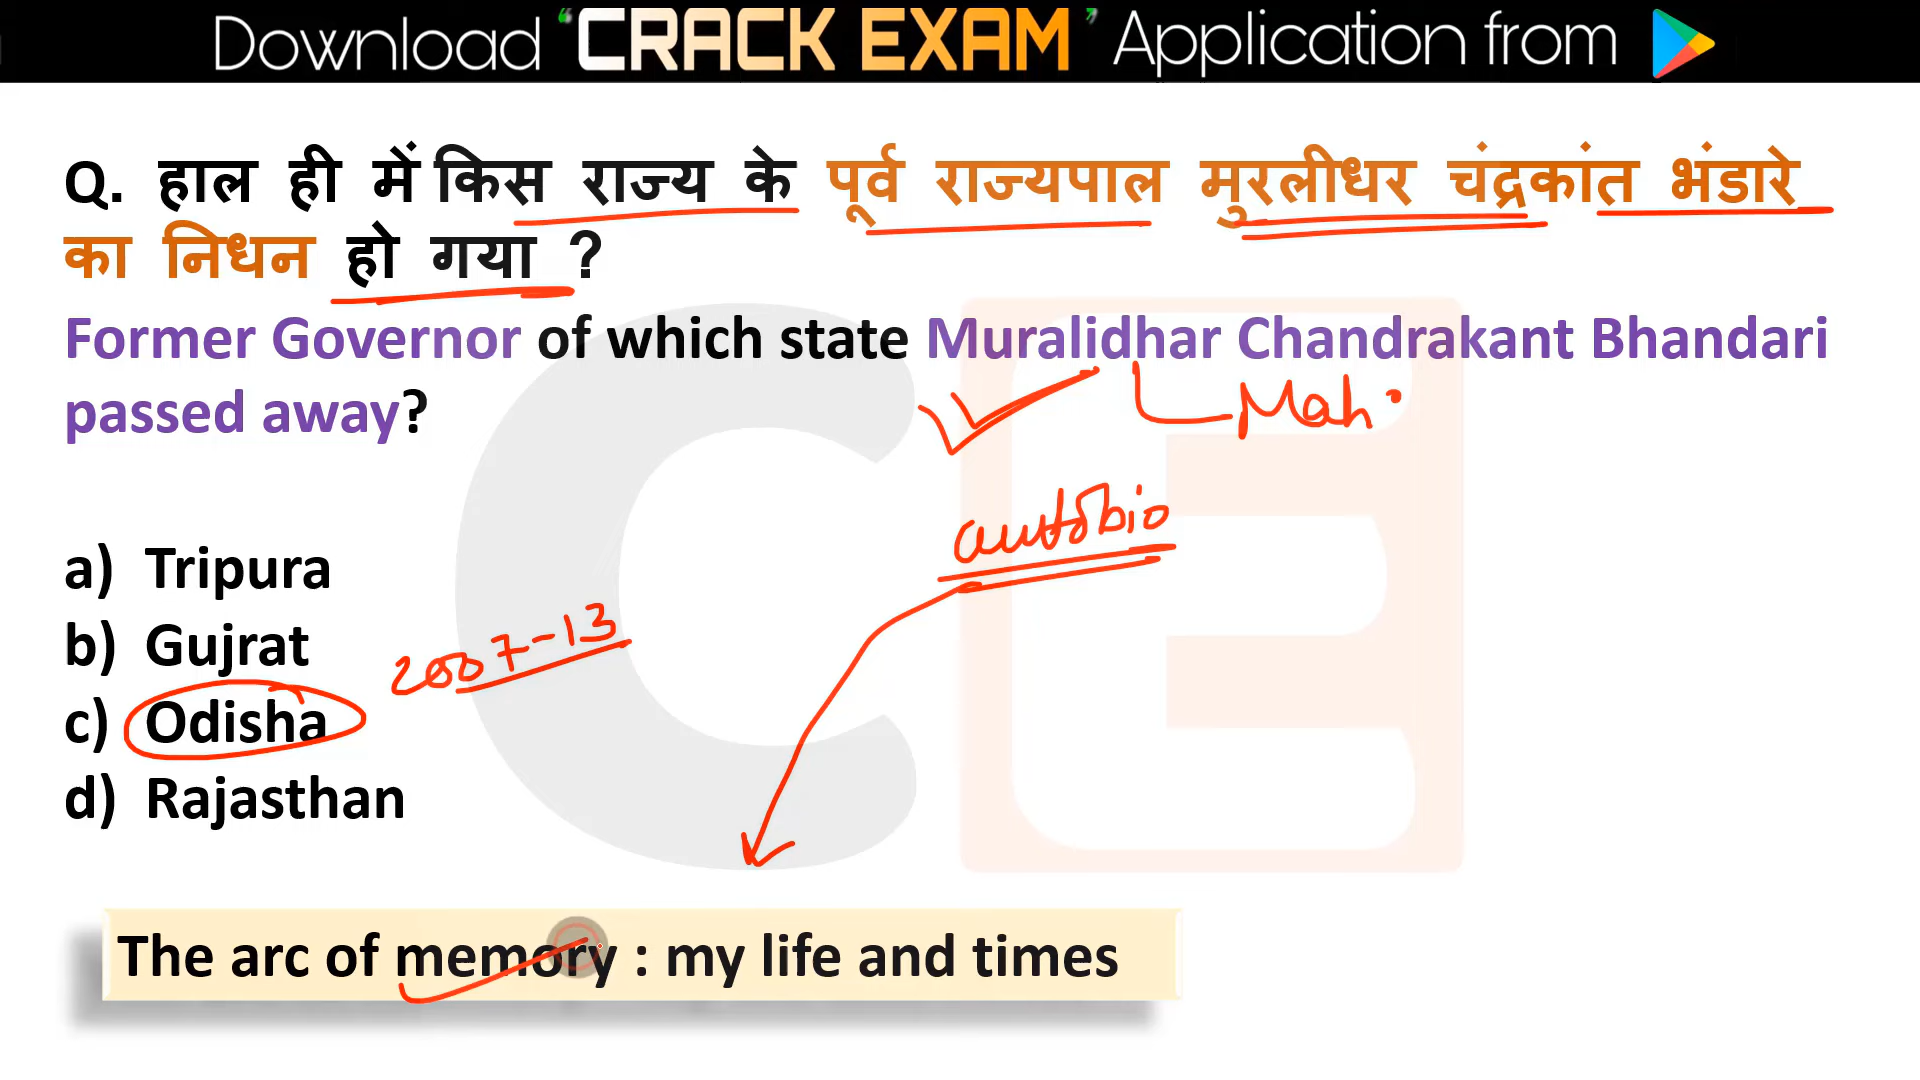 Download "CRACK EXAM" Application from
Q. हाल ही में किस राज्य के पूर्व राज्यपाल मुरलीधर चंद्रकांत भंडारे
का निधन हो गया ?
Former Governor of which state Muralidhar Chandrakant Bhandari
passed away?
Mah.
autobio
a) Tripura
b) Gujrat
2007-13
c) Odisha
d) Rajasthan
The arc of memory : my life and times
CE